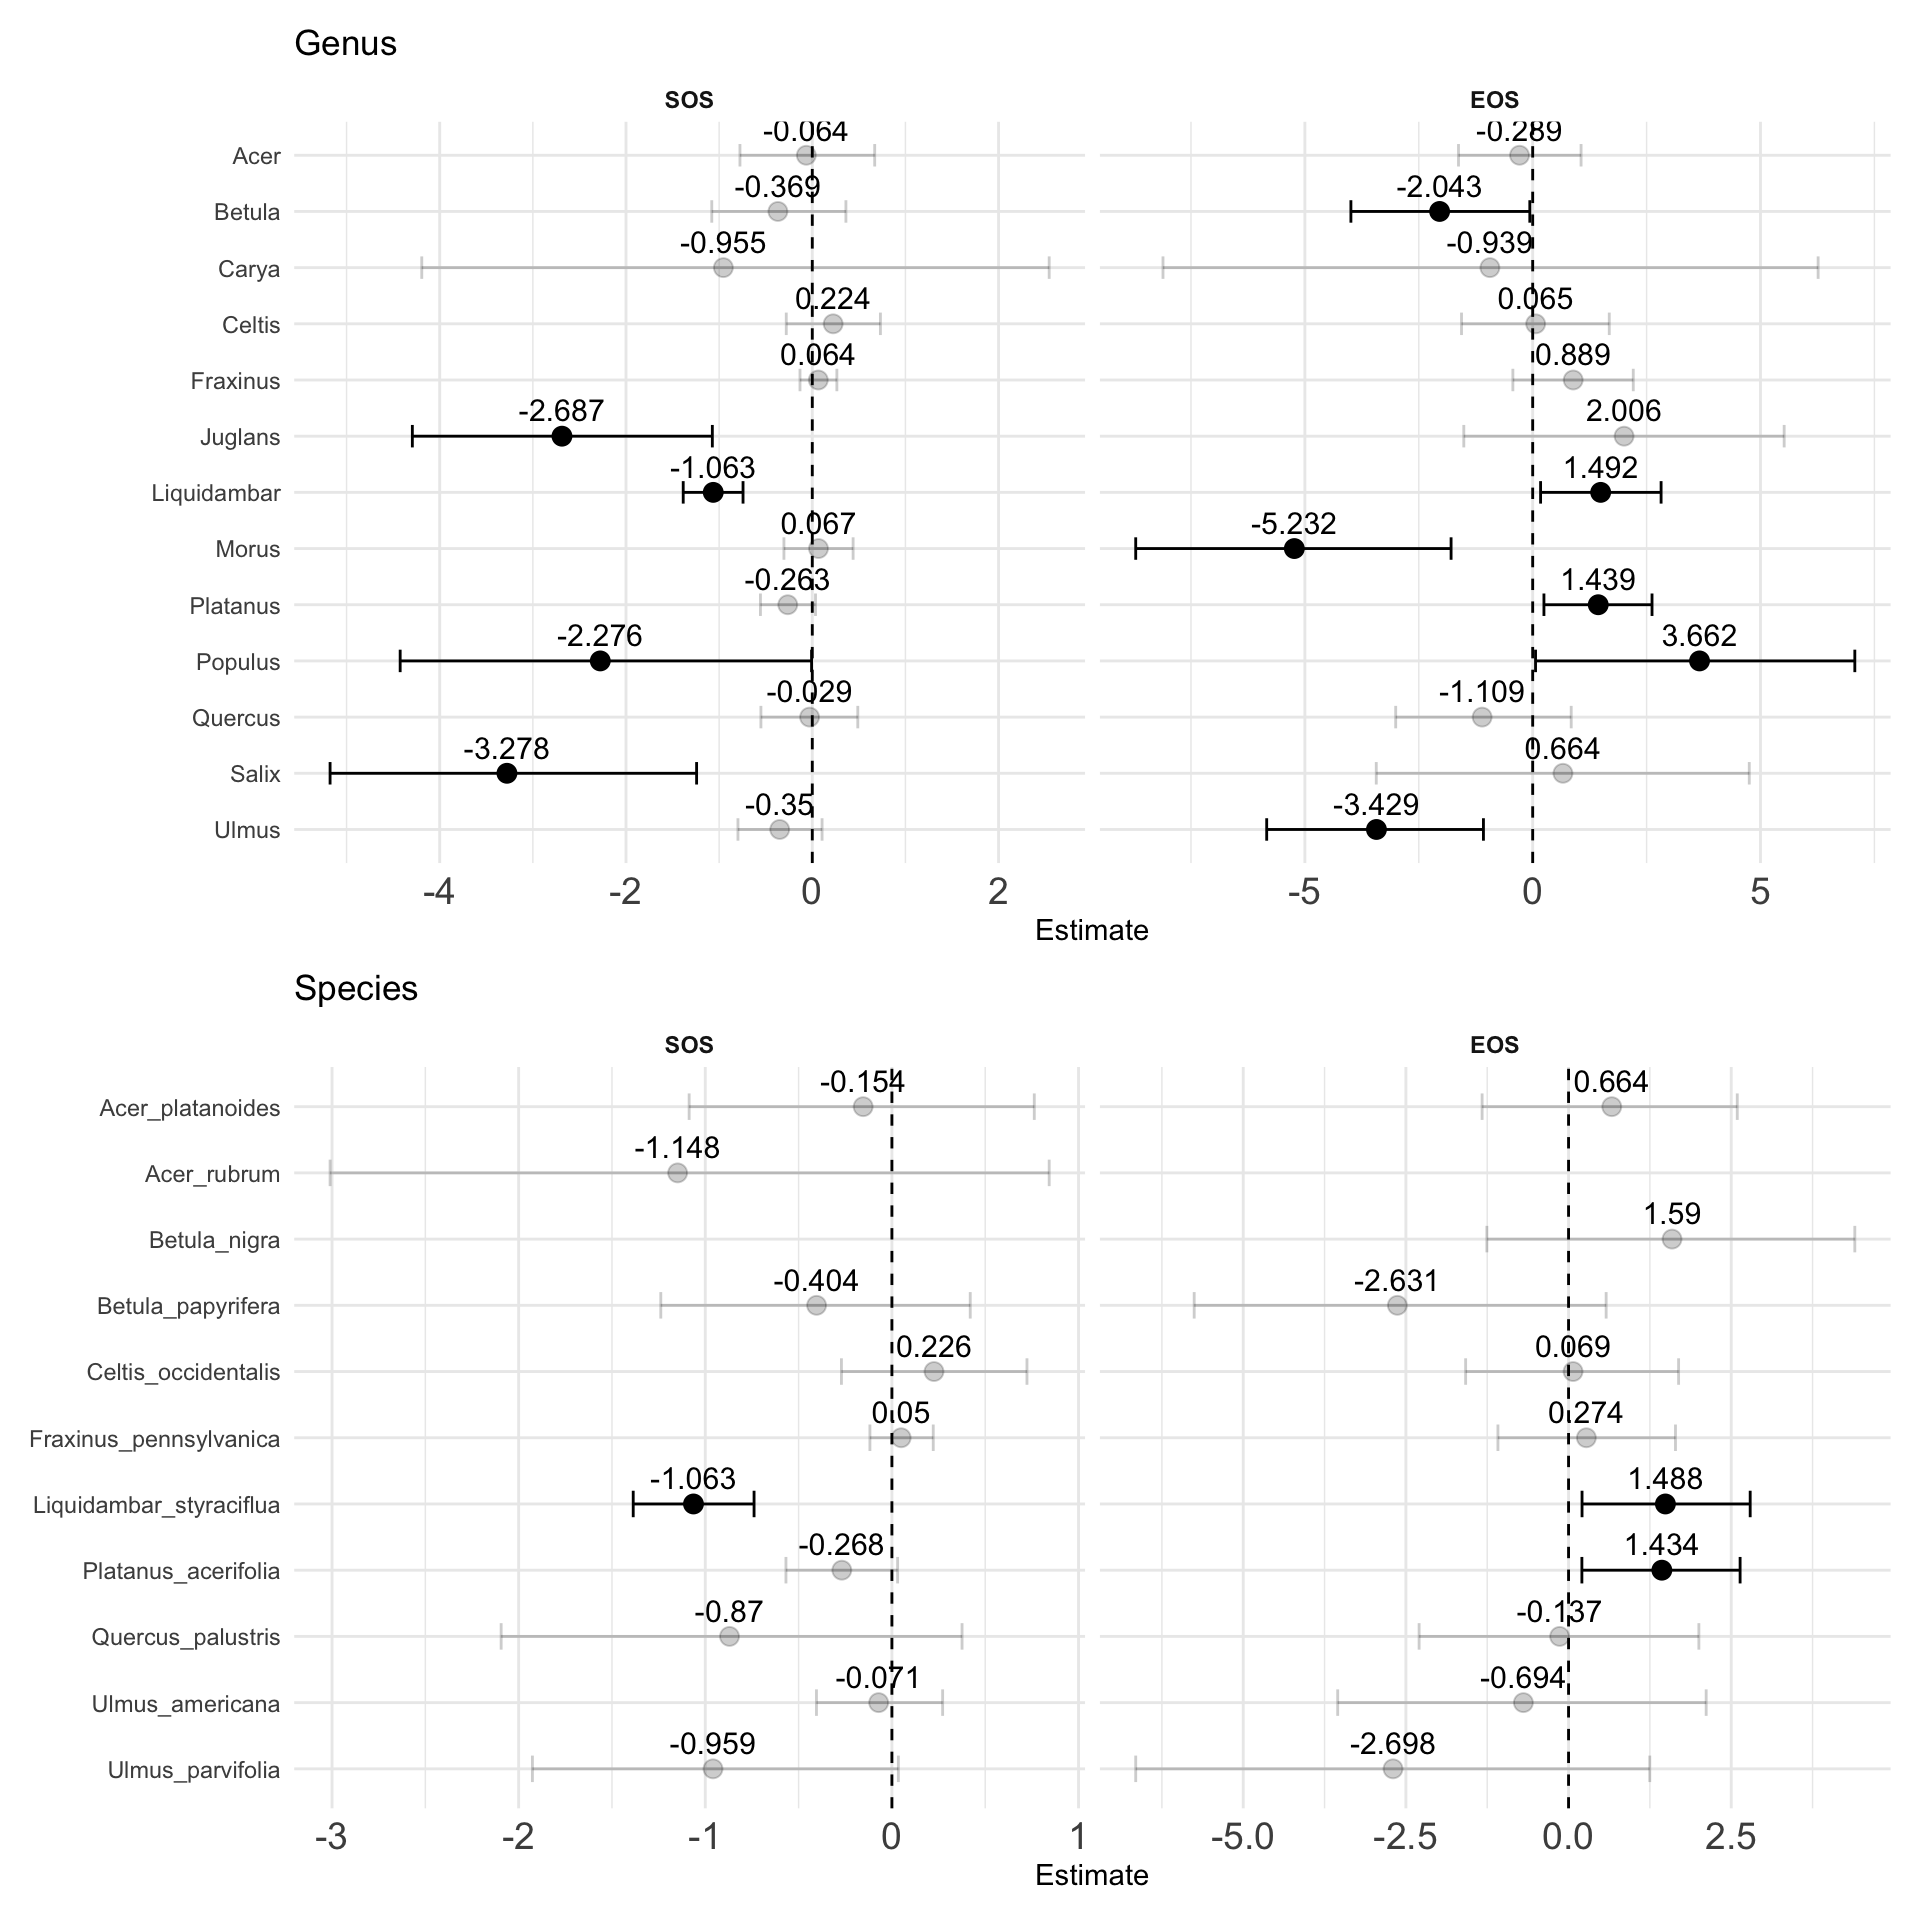 Genus
SOS EOS
Acer -0.064 -0.289
Betula -0.369 -2.043
Carya -0.955 -0.939
Celtis 0.224 0.065
Fraxinus 0.064 0.889
Juglans -2.687 2.006
Liquidambar -1.063 1.492
Morus 0.067 -5.232
Platanus -0.263 1.439
Populus -2.276 3.662
Quercus -0.029 -1.109
Salix -3.278 0.664
Ulmus -0.35 -3.429
-4 -2 0 2 -5 0 5
Estimate
Species
SOS EOS
Acer_platanoides -0.154 0.664
Acer_rubrum -1.148
Betula_nigra 1.59
Betula_papyrifera -0.404 -2.631
Celtis_occidentalis 0.226 0.069
Fraxinus_pennsylvanica 0.05 0.274
Liquidambar_styraciflua -1.063 1.488
Platanus_acerifolia -0.268 1.434
Quercus_palustris -0.87 -0.137
Ulmus_americana -0.071 -0.694
Ulmus_parvifolia -0.959 -2.698
-3 -2 -1 0 1 -5.0 -2.5 0.0 2.5
Estimate